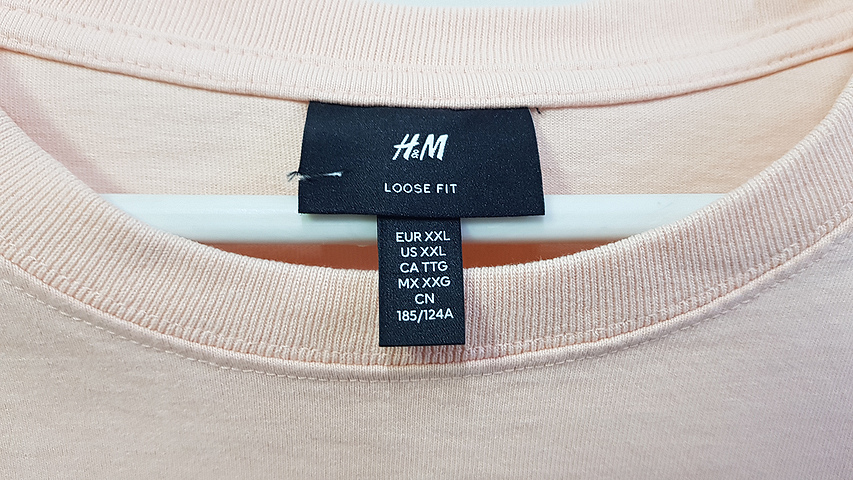 H&M
LOOSE FIT
EUR XXL
US XXL
CA TTG
MX XXG
CN
185/124A